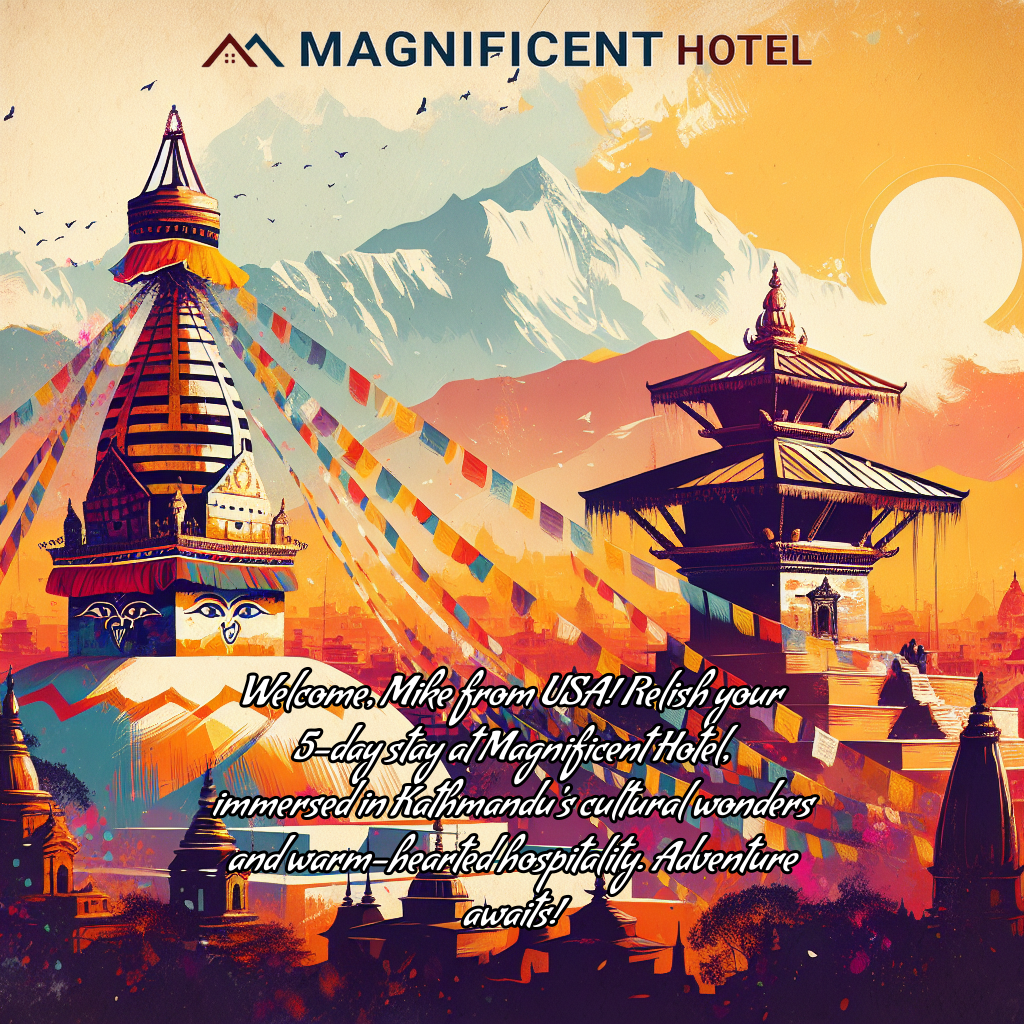 MAGNIFICENT HOTEL
Welcome, Mike from USA! Relish your
5-day stay at Magnificent Hotel,
immersed in Kathmandu's cultural wonders
and warm-hearted hospitality. Adventure
awaits!